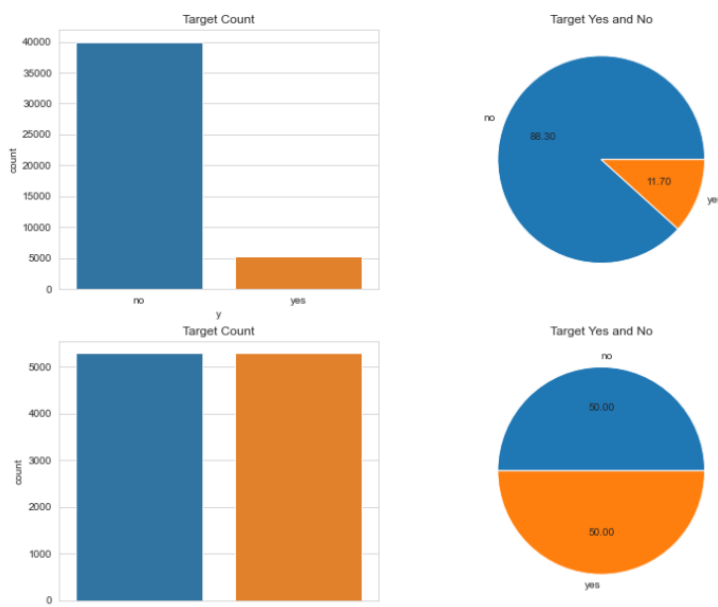 Target Count
40000
35000
30000
25000
20000
15000
10000
5000
0
count
no
yes
y
Target Yes and No
no
88.30
11.70
yes
Target Count
5000
4000
3000
2000
1000
0
count
Target Yes and No
no
50.00
50.00
yes